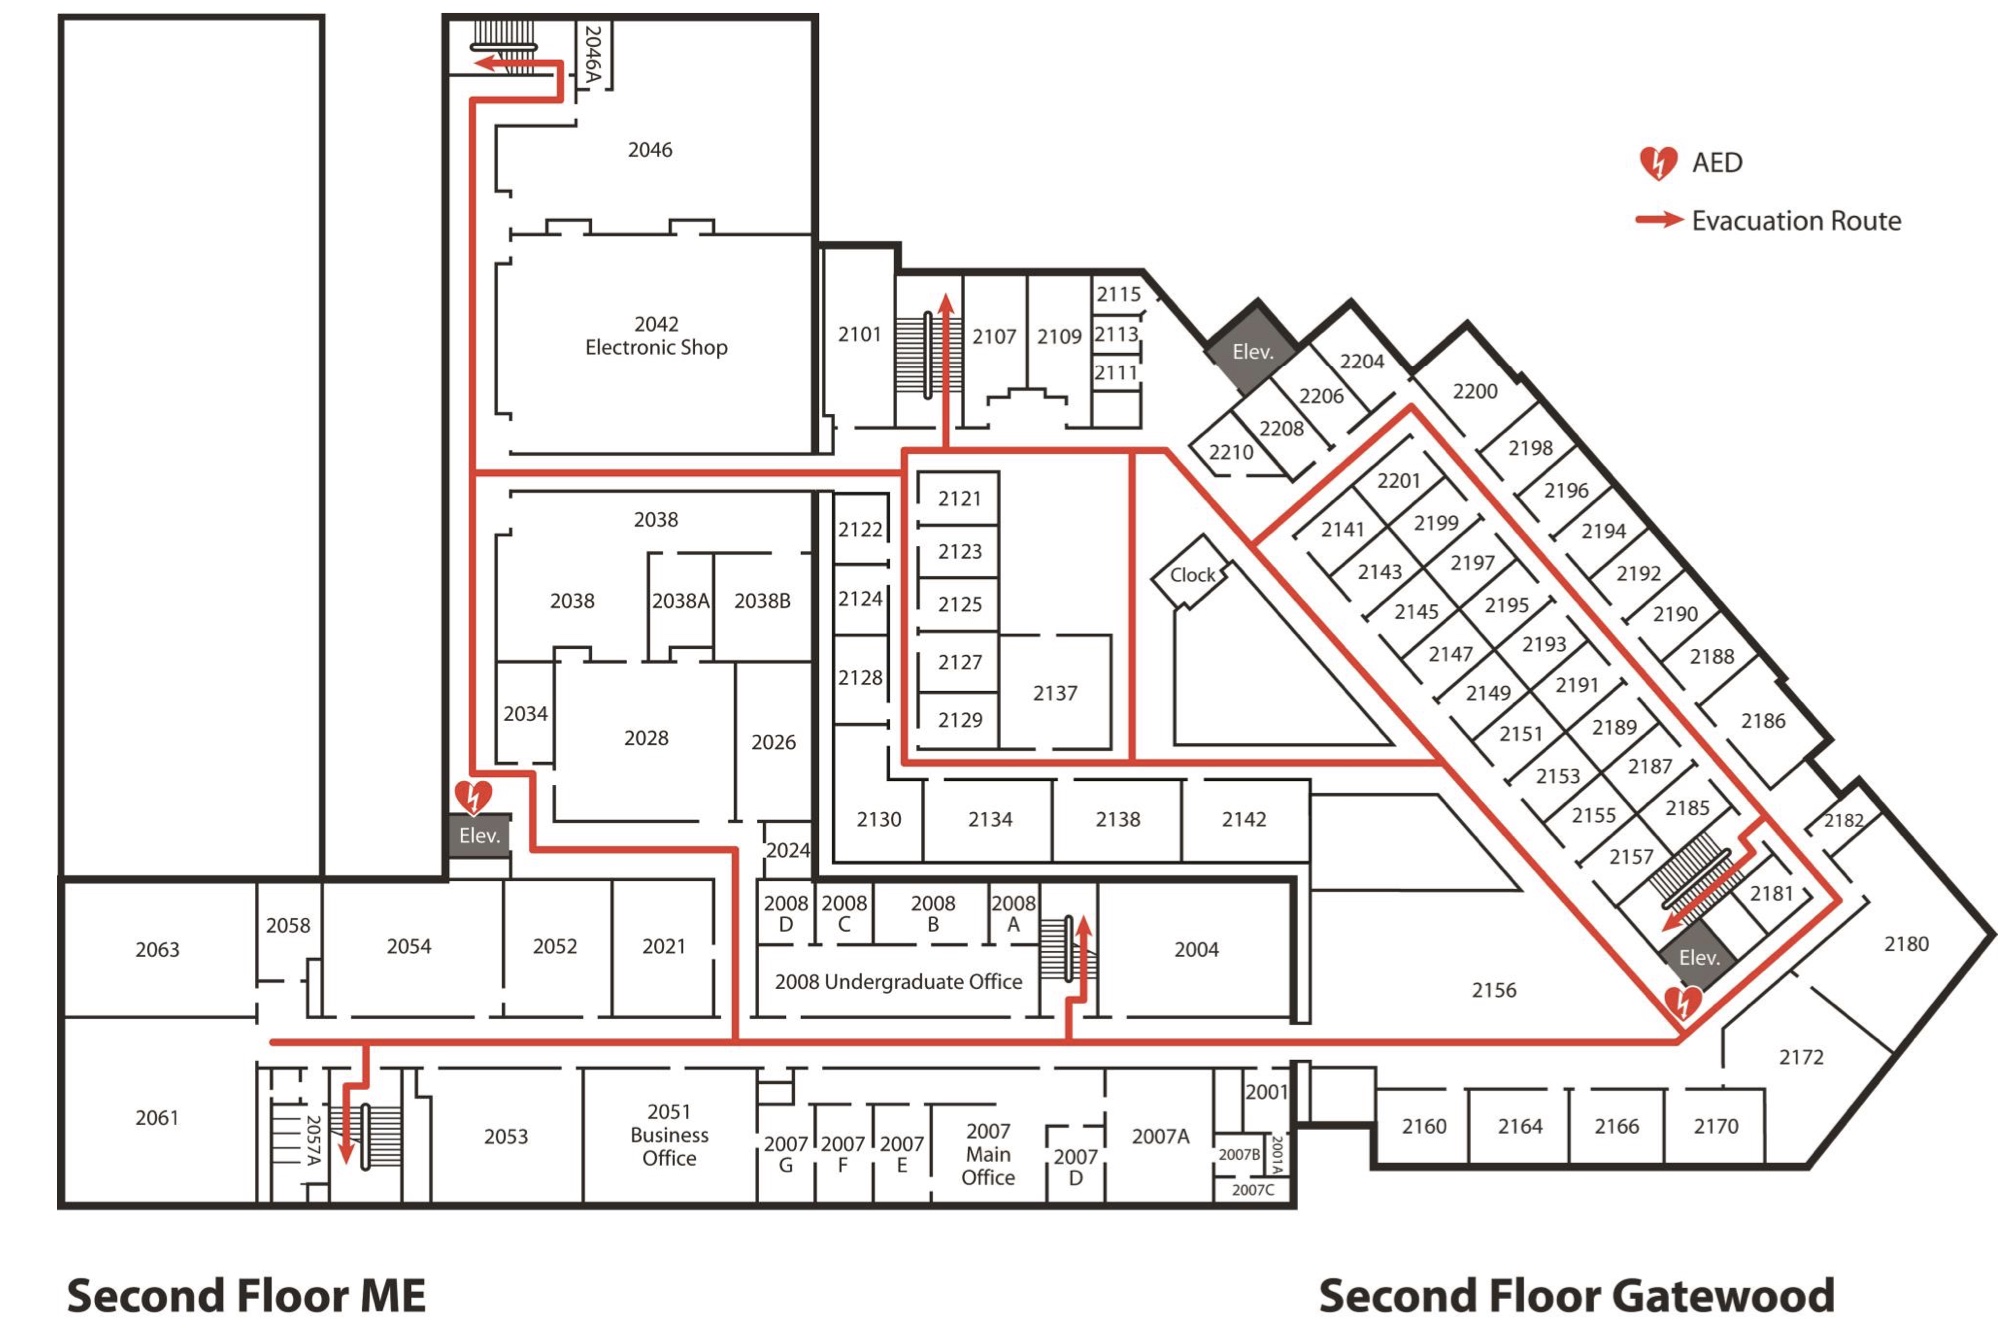 2046A
2046
AED
Evacuation Route
2042
Electronic Shop
2101
2107
2109
2115
2113
2111
Elev.
2204
2206
2208
2210
2200
2198
2196
2194
2192
2190
2188
2186
2182
2180
2201
2199
2197
2195
2193
2191
2189
2187
2185
2181
2141
2143
2145
2147
2149
2151
2153
2155
2157
Elev.
Clock
2121
2123
2125
2127
2129
2137
2122
2124
2128
2130
2134
2138
2142
2038
2038
2038A
2038B
2034
2028
2026
2024
Elev.
2063
2058
2054
2052
2021
2008
D
2008
C
2008
B
2008
A
2008 Undergraduate Office
2004
2156
2172
2061
2057A
2053
2051
Business
Office
2007
G
2007
F
2007
E
2007
Main
Office
2007
D
2007A
2001
2007B
2001A
2007C
2160
2164
2166
2170
Second Floor ME
Second Floor Gatewood